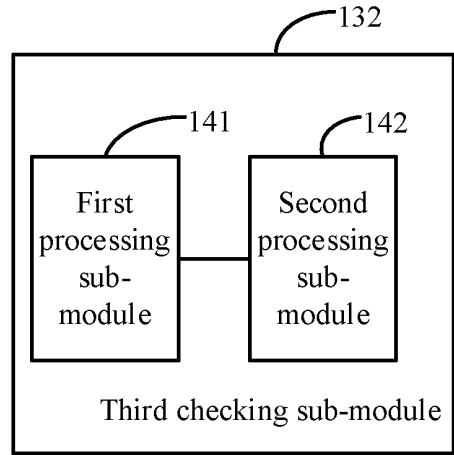 132
141
142
First
processing
sub-
module
Second
processing
sub-
module
Third checking sub-module